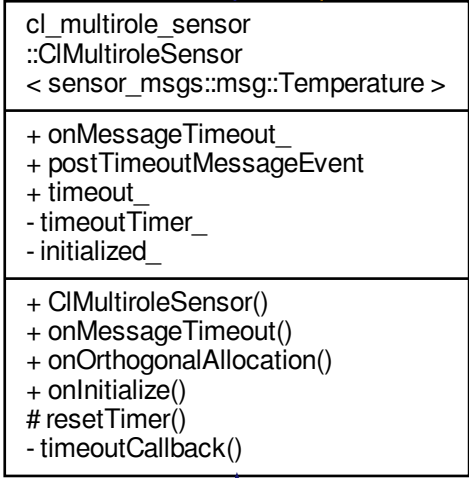 cl_multirole_sensor
::ClMultiroleSensor
< sensor_msgs::msg::Temperature >
+ onMessageTimeout_
+ postTimeoutMessageEvent
+ timeout_
- timeoutTimer_
- initialized_
+ ClMultiroleSensor()
+ onMessageTimeout()
+ onOrthogonalAllocation()
+ onInitialize()
# resetTimer()
- timeoutCallback()